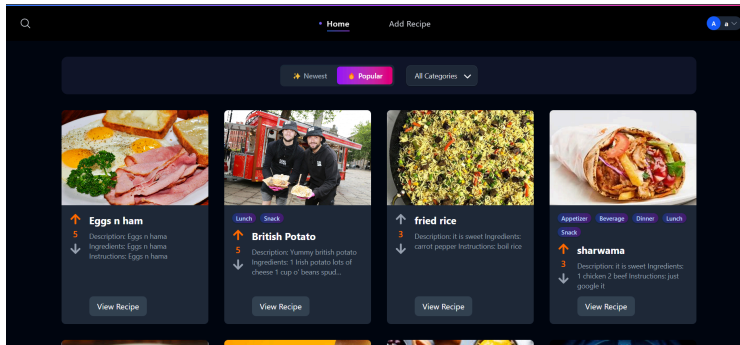 Home
Add Recipe
A a
Newest
Popular
All Categories
Eggs n ham
5
Description: Eggs n hama
Ingredients: Eggs n hama
Instructions: Eggs n hama
View Recipe
Lunch Snack
British Potato
5
Description: Yummy british potato
Ingredients: 1 Irish potato lots of
cheese 1 cup o' beans spud...
View Recipe
fried rice
3
Description: it is sweet Ingredients:
carrot pepper Instructions: boil rice
View Recipe
Appetizer Beverage Dinner Lunch
Snack
sharwama
3
Description: it is sweet Ingredients:
1 chicken 2 beef Instructions: just
google it
View Recipe